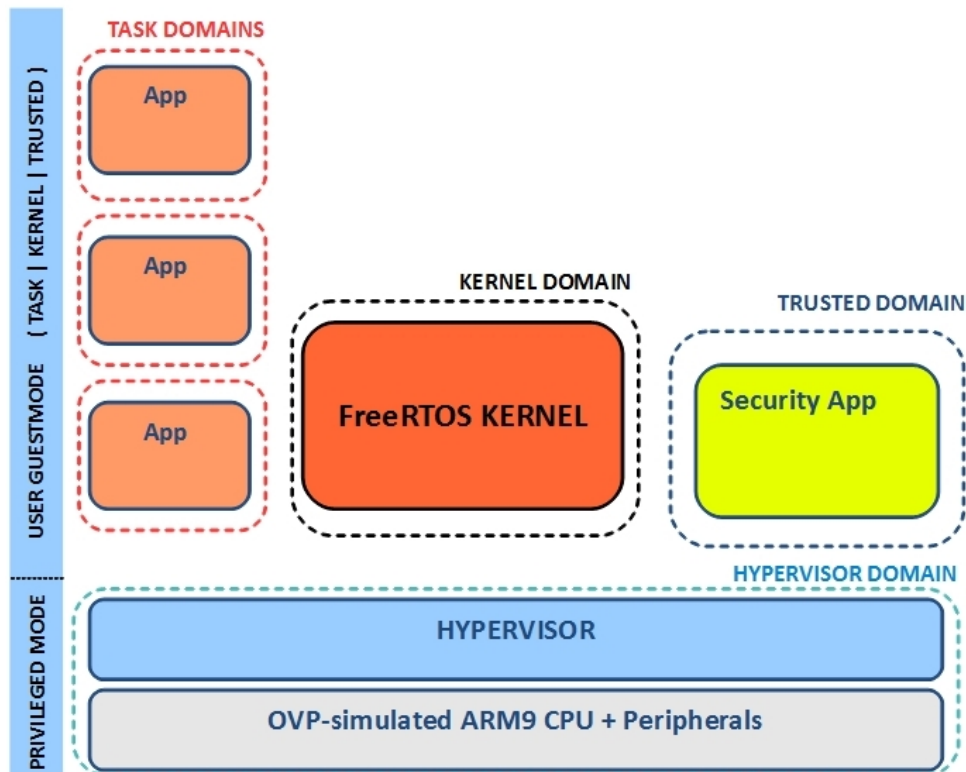 TASK DOMAINS
App
App
App
KERNEL DOMAIN
FreeRTOS KERNEL
TRUSTED DOMAIN
Security App
HYPERVISOR DOMAIN
HYPERVISOR
OVP-simulated ARM9 CPU + Peripherals
USER GUESTMODE ( TASK | KERNEL | TRUSTED )
PRIVILEGED MODE